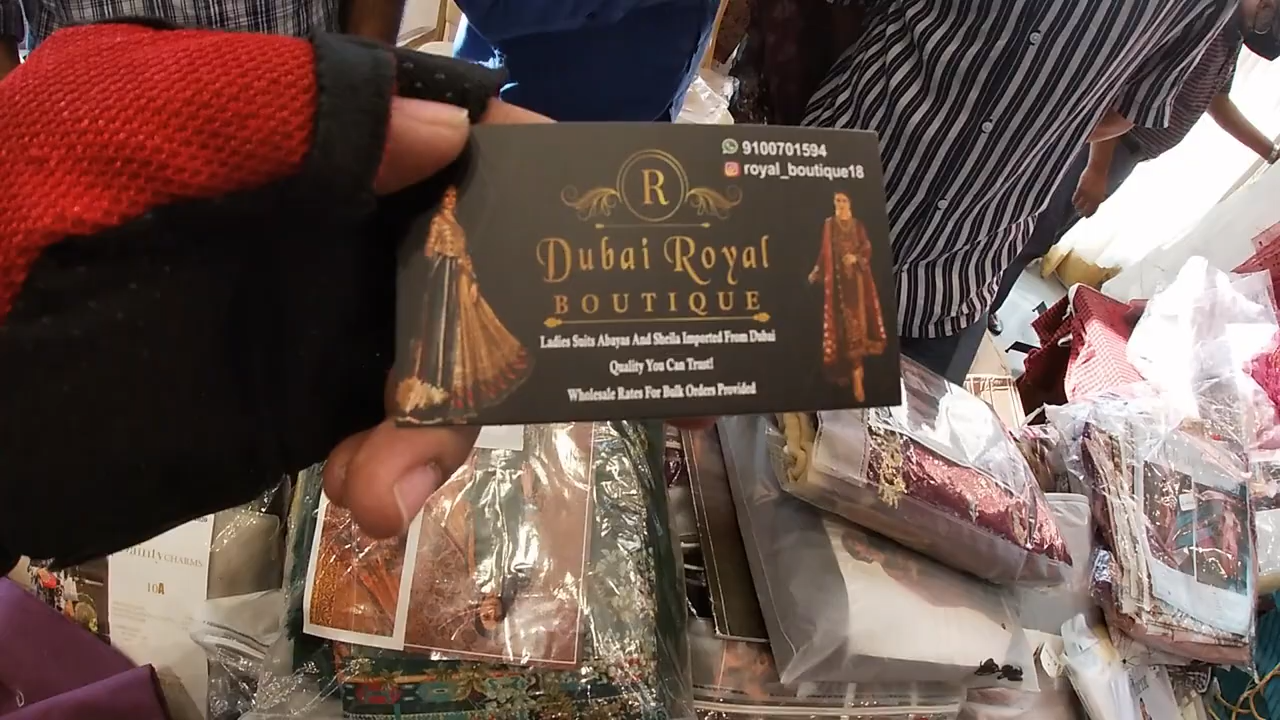 9100701594
royal_boutique18
R
Dubai Royal
BOUTIQUE
Ladies Suits Abayas And Sheila Imported From Dubai
Quality You Can Trust!
Wholesale Rates For Bulk Orders Provided
CHARMS
10A